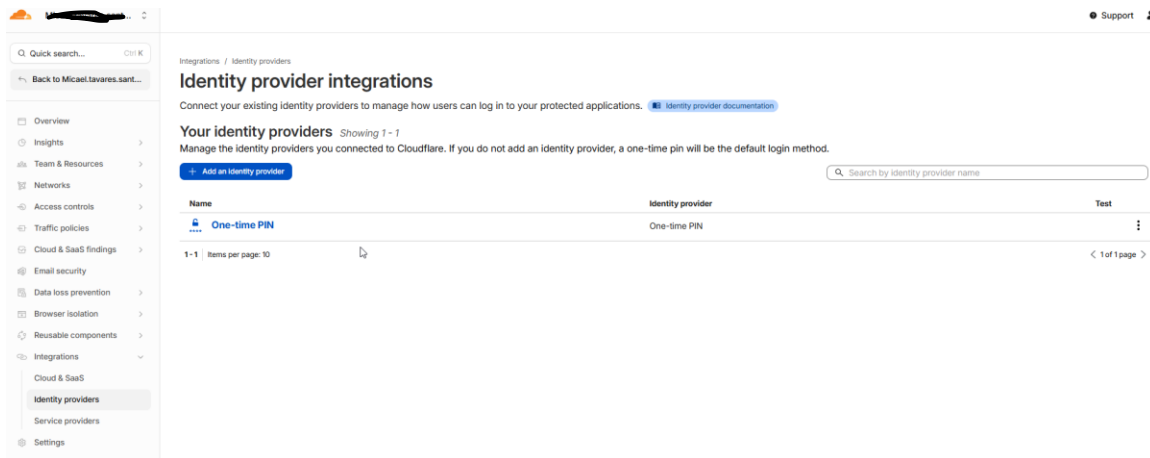 Support
Quick search... Ctrl K
Back to Micael.tavares.sant...
Overview
Insights
Team & Resources
Networks
Access controls
Traffic policies
Cloud & SaaS findings
Email security
Data loss prevention
Browser isolation
Reusable components
Integrations
Cloud & SaaS
Identity providers
Service providers
Settings
Integrations / Identity providers
Identity provider integrations
Connect your existing identity providers to manage how users can log in to your protected applications. Identity provider documentation
Your identity providers Showing 1 - 1
Manage the identity providers you connected to Cloudflare. If you do not add an identity provider, a one-time pin will be the default login method.
+ Add an identity provider
Search by identity provider name
Name Identity provider Test
One-time PIN One-time PIN
1 - 1 Items per page: 10 < 1 of 1 page >